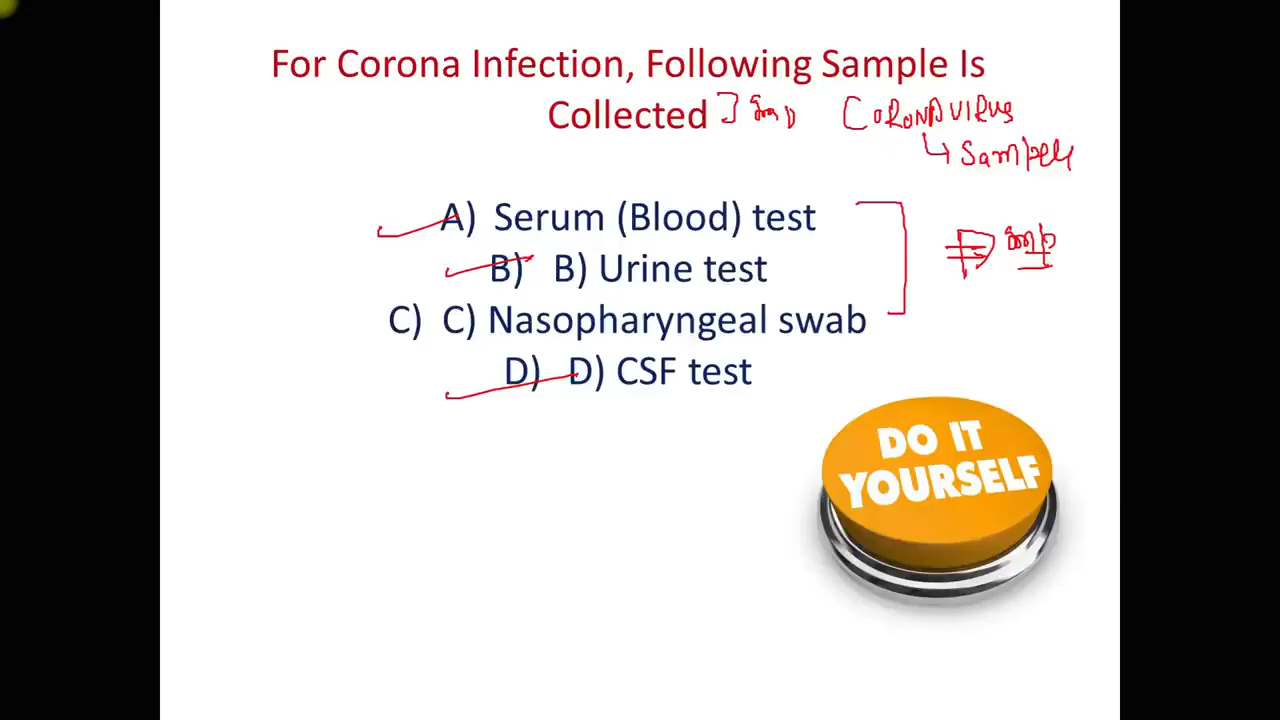 For Corona Infection, Following Sample Is
Collected
CORONAVIRUS
Sample
A) Serum (Blood) test
B) B) Urine test
C) C) Nasopharyngeal swab
D) D) CSF test
DO IT
YOURSELF